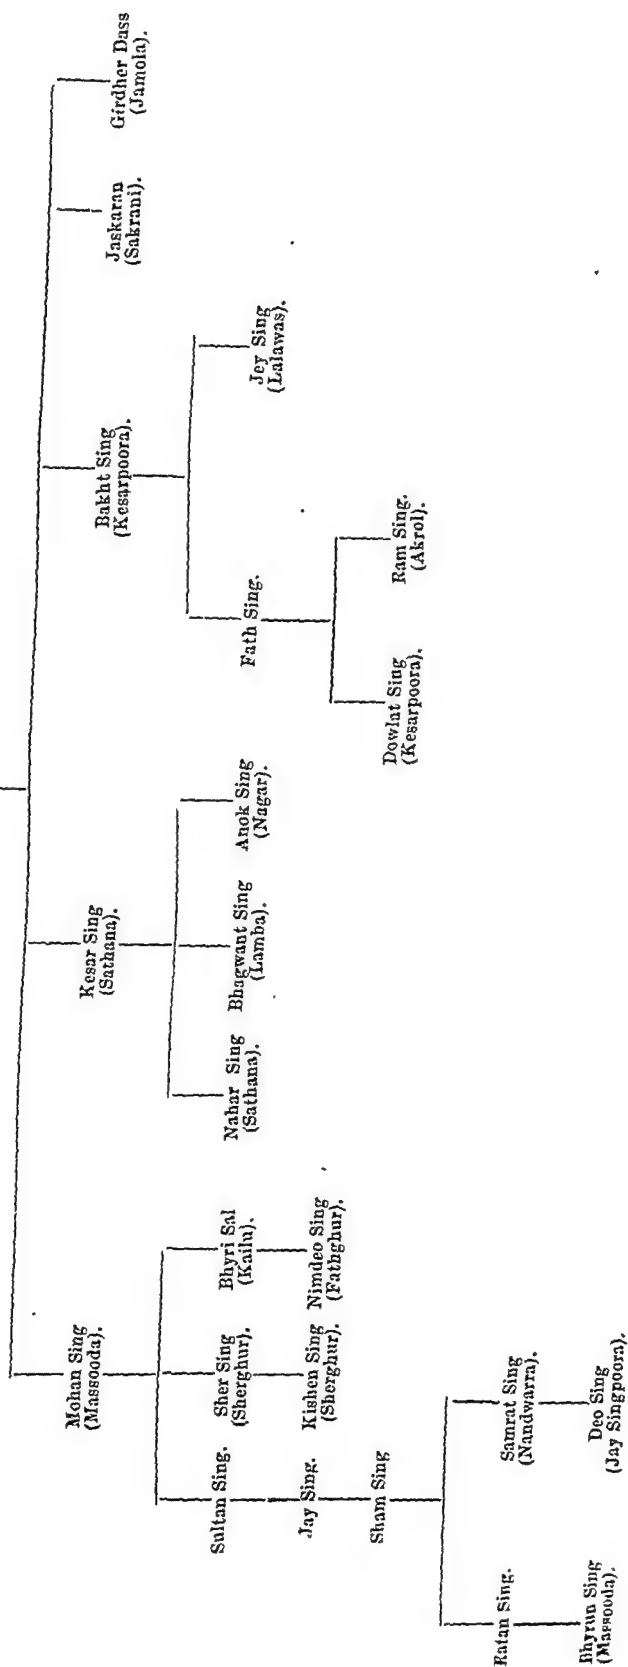 Mohan Sing
(Massooda).
Kesar Sing
(Sathana).
Bakht Sing
(Kesarpoora).
Jaskaran
(Sakrani).
Girdher Dass
(Jamola).
Sultan Sing.
Sher Sing
(Sherghur).
Bhyri Sal
(Kailu).
Nahar Sing
(Sathana).
Bhagwant Sing
(Lamba).
Anok Sing
(Nagar).
Fath Sing.
Jey Sing
(Lalawas).
Jay Sing.
Kishen Sing
(Sherghur).
Nimdeo Sing
(Fathghur).
Sham Sing
Dowlat Sing
(Kesarpoora).
Ram Sing.
(Akrol).
Ratan Sing.
Samrat Sing
(Nandwarra).
Bhyrun Sing
(Massooda).
Deo Sing
(Jay Singpoora).